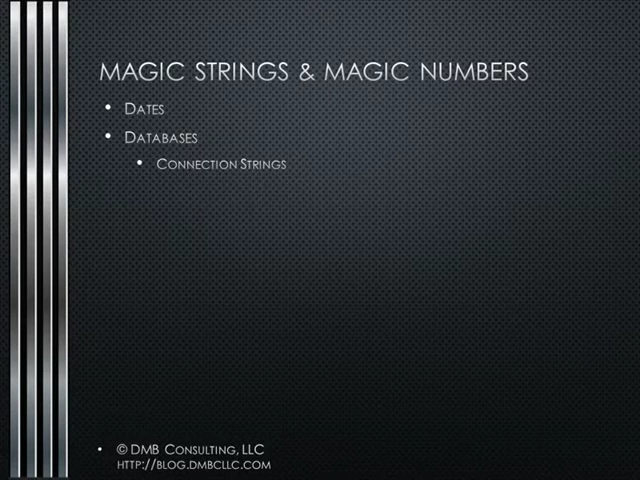 MAGIC STRINGS & MAGIC NUMBERS
• DATES
• DATABASES
• CONNECTION STRINGS
• © DMB CONSULTING, LLC
HTTP://BLOG.DMBCLLC.COM